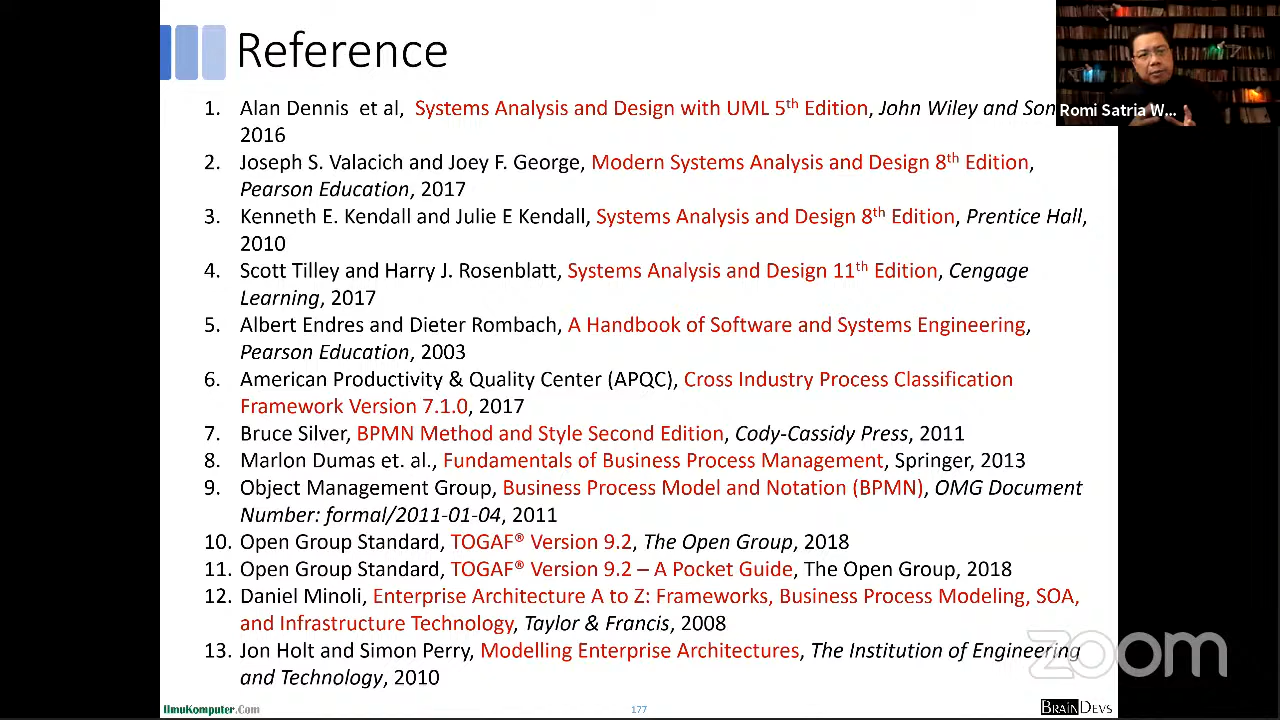 Reference
1. Alan Dennis et al, Systems Analysis and Design with UML 5th Edition, John Wiley and Son
2016
2. Joseph S. Valacich and Joey F. George, Modern Systems Analysis and Design 8th Edition,
Pearson Education, 2017
3. Kenneth E. Kendall and Julie E Kendall, Systems Analysis and Design 8th Edition, Prentice Hall,
2010
4. Scott Tilley and Harry J. Rosenblatt, Systems Analysis and Design 11th Edition, Cengage
Learning, 2017
5. Albert Endres and Dieter Rombach, A Handbook of Software and Systems Engineering,
Pearson Education, 2003
6. American Productivity & Quality Center (APQC), Cross Industry Process Classification
Framework Version 7.1.0, 2017
7. Bruce Silver, BPMN Method and Style Second Edition, Cody-Cassidy Press, 2011
8. Marlon Dumas et. al., Fundamentals of Business Process Management, Springer, 2013
9. Object Management Group, Business Process Model and Notation (BPMN), OMG Document
Number: formal/2011-01-04, 2011
10. Open Group Standard, TOGAF® Version 9.2, The Open Group, 2018
11. Open Group Standard, TOGAF® Version 9.2 – A Pocket Guide, The Open Group, 2018
12. Daniel Minoli, Enterprise Architecture A to Z: Frameworks, Business Process Modeling, SOA,
and Infrastructure Technology, Taylor & Francis, 2008
13. Jon Holt and Simon Perry, Modelling Enterprise Architectures, The Institution of Engineering
and Technology, 2010
Romi Satria W...
zoom
IlmuKomputer.Com
177
BRAINDEVS